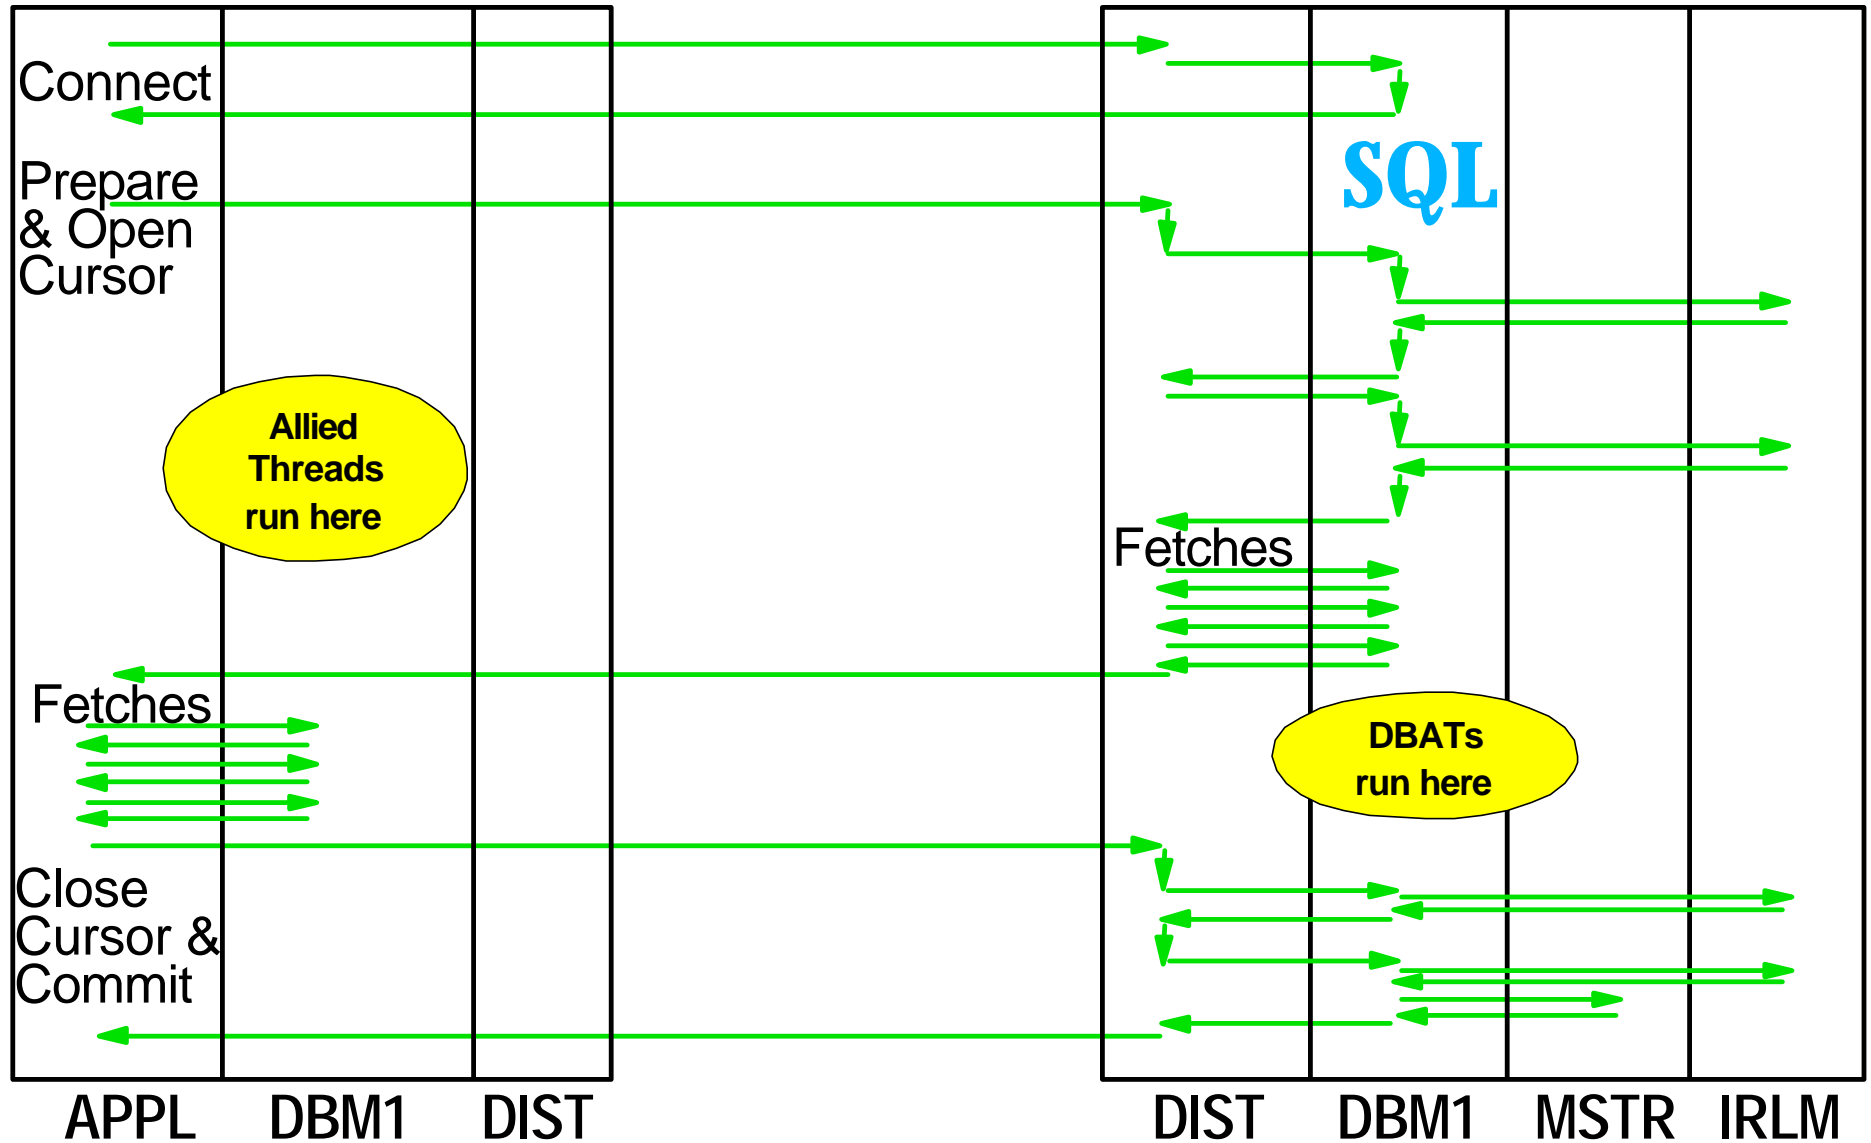 Connect
SQL
Prepare
& Open
Cursor
Allied
Threads
run here
Fetches
Fetches
DBATs
run here
Close
Cursor &
Commit
APPL DBM1 DIST DIST DBM1 MSTR IRLM